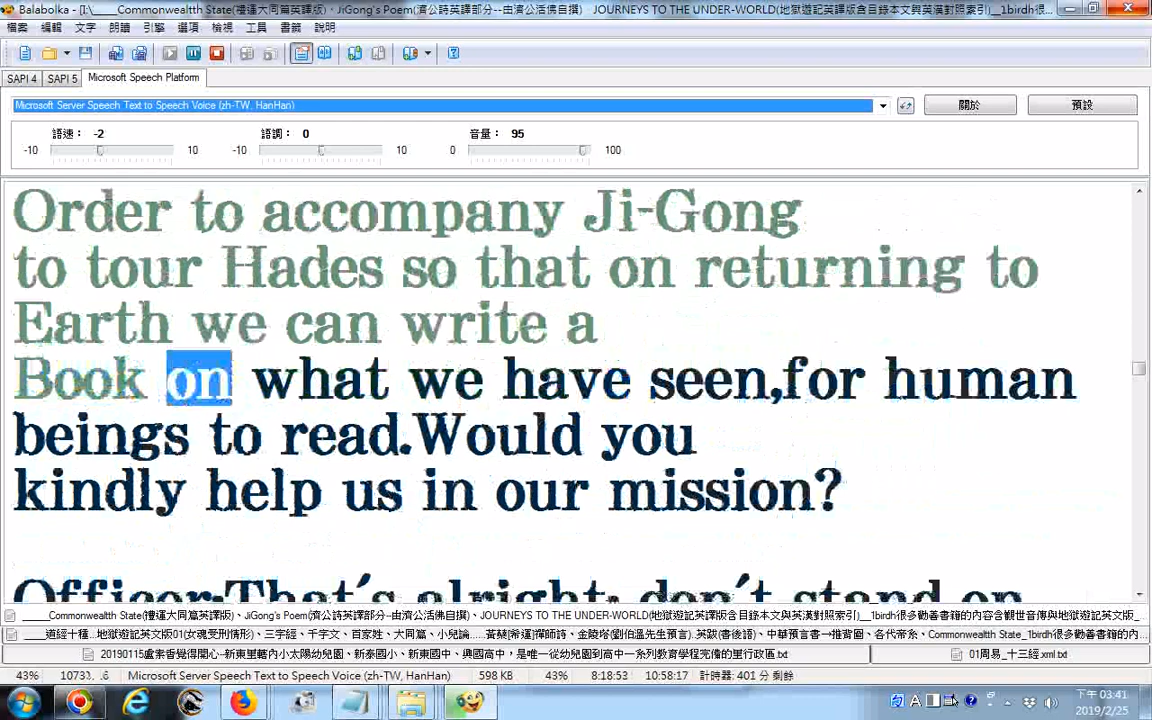 Balabolka - [I:\_____Commonwealth State(禮運大同篇英譯版)、JiGong's Poem(濟公詩英譯部分--由濟公活佛自撰) JOURNEYS TO THE UNDER-WORLD(地獄遊記英譯版含目錄本文與英漢對照索引)__1birdh很...
檔案 編輯 文字 朗讀 引擎 選項 檢視 工具 書籤 說明
SAPI 4 SAPI 5 Microsoft Speech Platform
Microsoft Server Speech Text to Speech Voice (zh-TW, HanHan) 關於 預設
語速： -2 語調： 0 音量： 95
-10 10 -10 10 0 100
Order to accompany Ji-Gong
to tour Hades so that on returning to
Earth we can write a
Book on what we have seen,for human
beings to read.Would you
kindly help us in our mission?
Officer:That's alright, don't stand on
_____Commonwealth State(禮運大同篇英譯版)、JiGong's Poem(濟公詩英譯部分--由濟公活佛自撰)、JOURNEYS TO THE UNDER-WORLD(地獄遊記英譯版含目錄本文與英漢對照索引)__1birdh很多勸善書籍的內容含觀世音傳與地獄遊記英文版_
道經十種...地獄遊記英文版01(女魂受刑情形)、三字經、千字文、百家姓、大同篇、小兒論......黃蘗[希運]禪師詩、金陵塔(劉伯溫先生預言).英跋(書後語)、中華預言書一推背圖、各代帝系、Commonwealth State_1birdh很多勸善書籍的內...
20190115盧素香覺得開心--新東里轄內小太陽幼兒園、新泰國小、新東國中、興國高中，是唯一從幼兒園到高中一系列教育學程完備的里行政區.txt 01周易_十三經.xml.txt
43% Microsoft Server Speech Text to Speech Voice (zh-TW, HanHan) 598 KB 43% 8:18:53 10:58:17 計時器: 401 分 剩餘
下午 03:41
2019/2/25